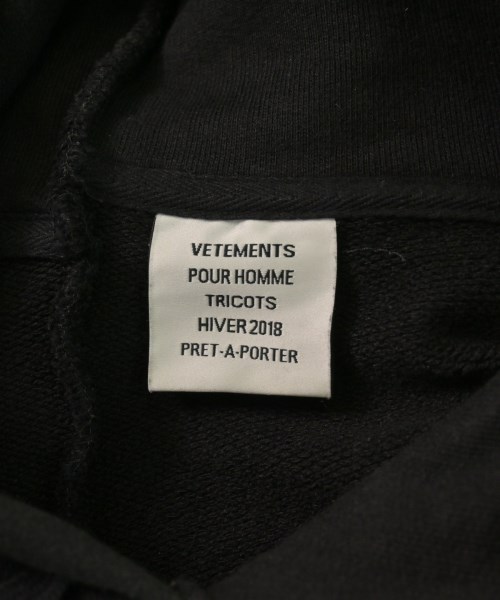 VETEMENTS
POUR HOMME
TRICOTS
HIVER 2018
PRET-A-PORTER